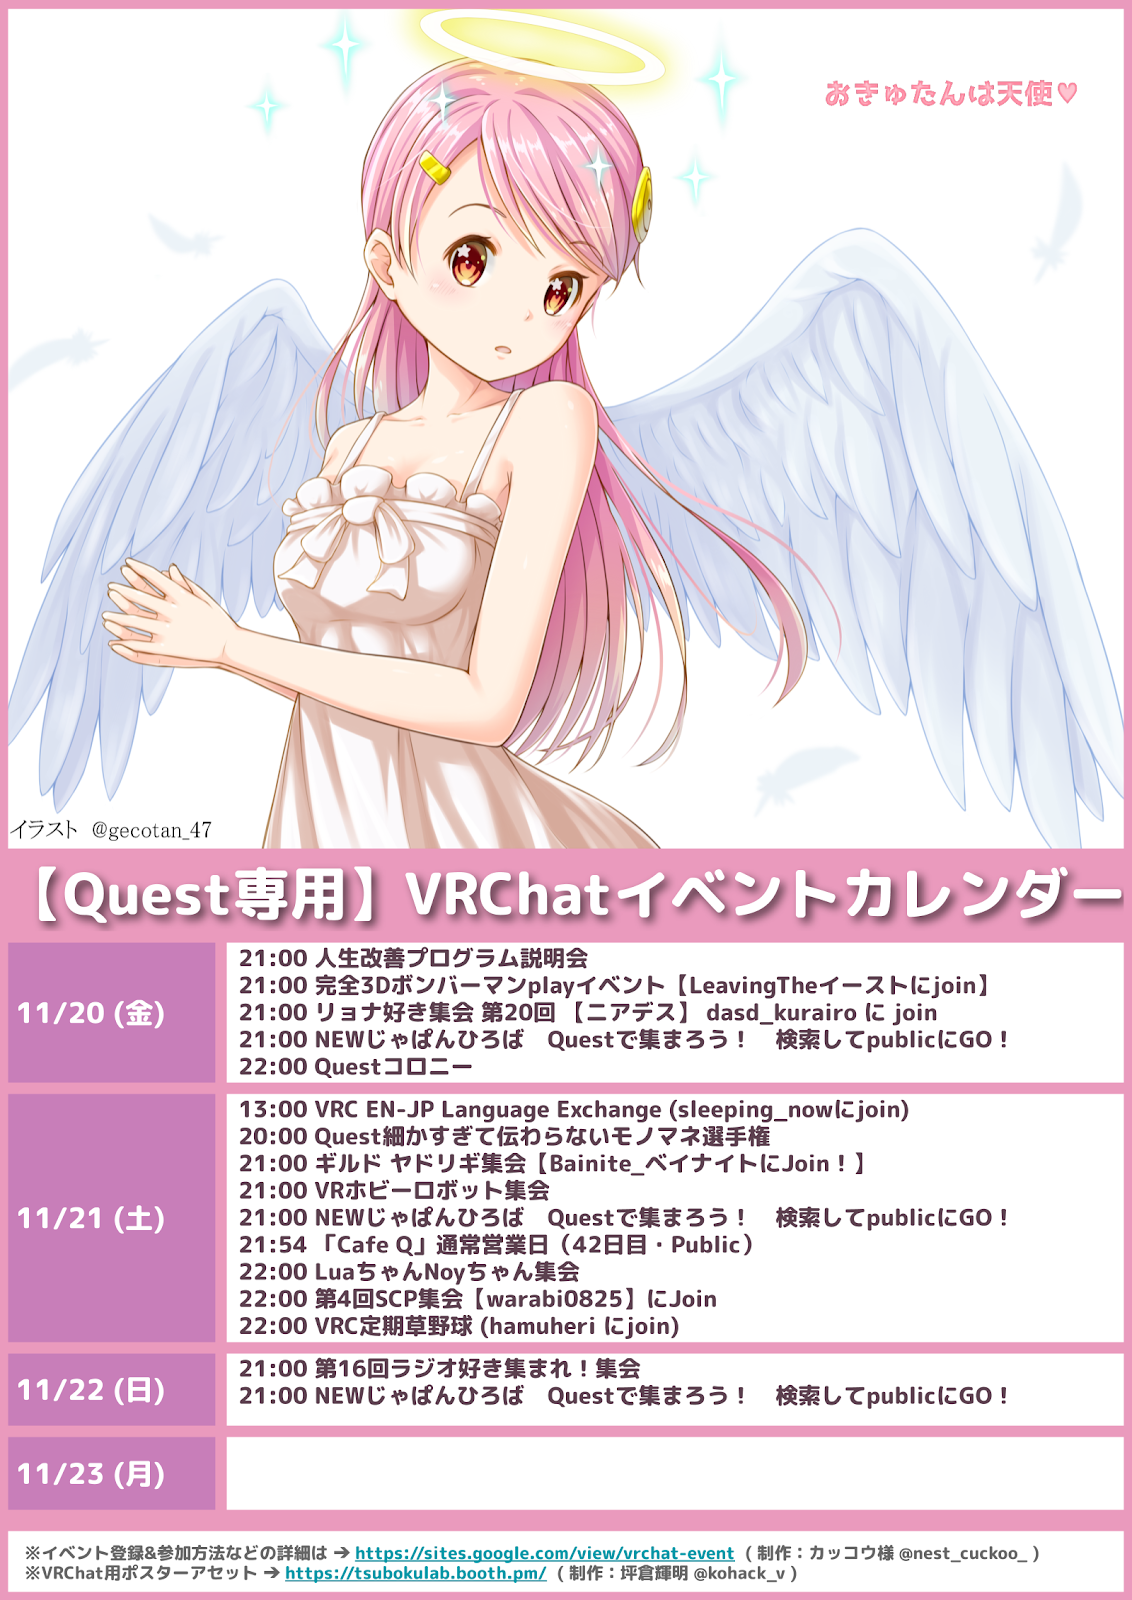 おきゅたんは天使♡
イラスト @gecotan_47
【Quest専用】VRChatイベントカレンダー
11/20 (金)
21:00 人生改善プログラム説明会
21:00 完全3Dボンバーマンplayイベント【LeavingTheイーストにjoin】
21:00 リョナ好き集会 第20回 【ニアデス】 dasd_kurairo に join
21:00 NEWじゃぱんひろば　Questで集まろう！　検索してpublicにGO！
22:00 Questコロニー
11/21 (土)
13:00 VRC EN-JP Language Exchange (sleeping_nowにjoin)
20:00 Quest細かすぎて伝わらないモノマネ選手権
21:00 ギルド ヤドリギ集会【Bainite_ベイナイトにJoin！】
21:00 VRホビーロボット集会
21:00 NEWじゃぱんひろば　Questで集まろう！　検索してpublicにGO！
21:54 「Cafe Q」通常営業日（42日目・Public）
22:00 LuaちゃんNoyちゃん集会
22:00 第4回SCP集会【warabi0825】にJoin
22:00 VRC定期草野球 (hamuheri にjoin)
11/22 (日)
21:00 第16回ラジオ好き集まれ！集会
21:00 NEWじゃぱんひろば　Questで集まろう！　検索してpublicにGO！
11/23 (月)
※イベント登録&参加方法などの詳細は ➔ https://sites.google.com/view/vrchat-event ( 制作：カッコウ様 @nest_cuckoo_ )
※VRChat用ポスターアセット ➔ https://tsubokulab.booth.pm/ ( 制作：坪倉輝明 @kohack_v )